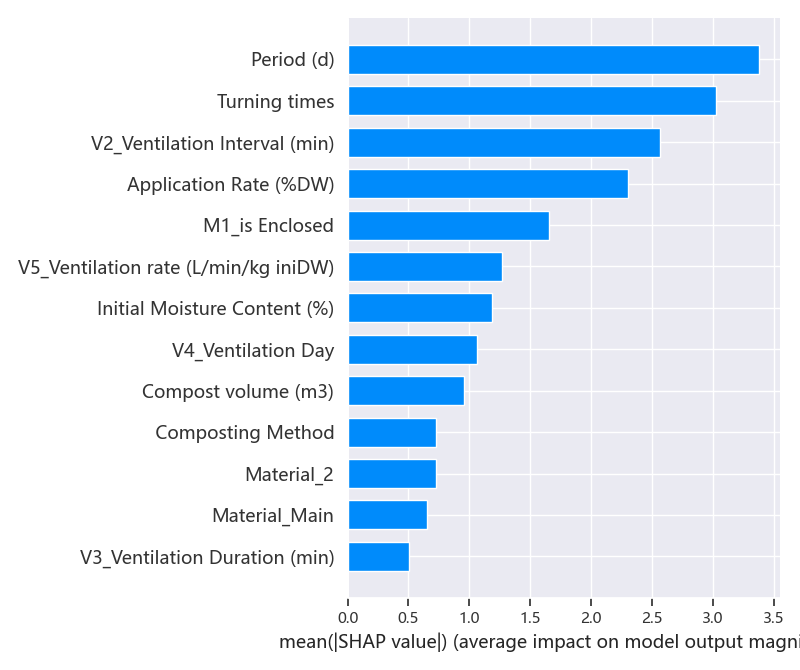 Period (d)
Turning times
V2_Ventilation Interval (min)
Application Rate (%DW)
M1_is Enclosed
V5_Ventilation rate (L/min/kg iniDW)
Initial Moisture Content (%)
V4_Ventilation Day
Compost volume (m3)
Composting Method
Material_2
Material_Main
V3_Ventilation Duration (min)
0.0 0.5 1.0 1.5 2.0 2.5 3.0 3.5
mean(|SHAP value|) (average impact on model output magni